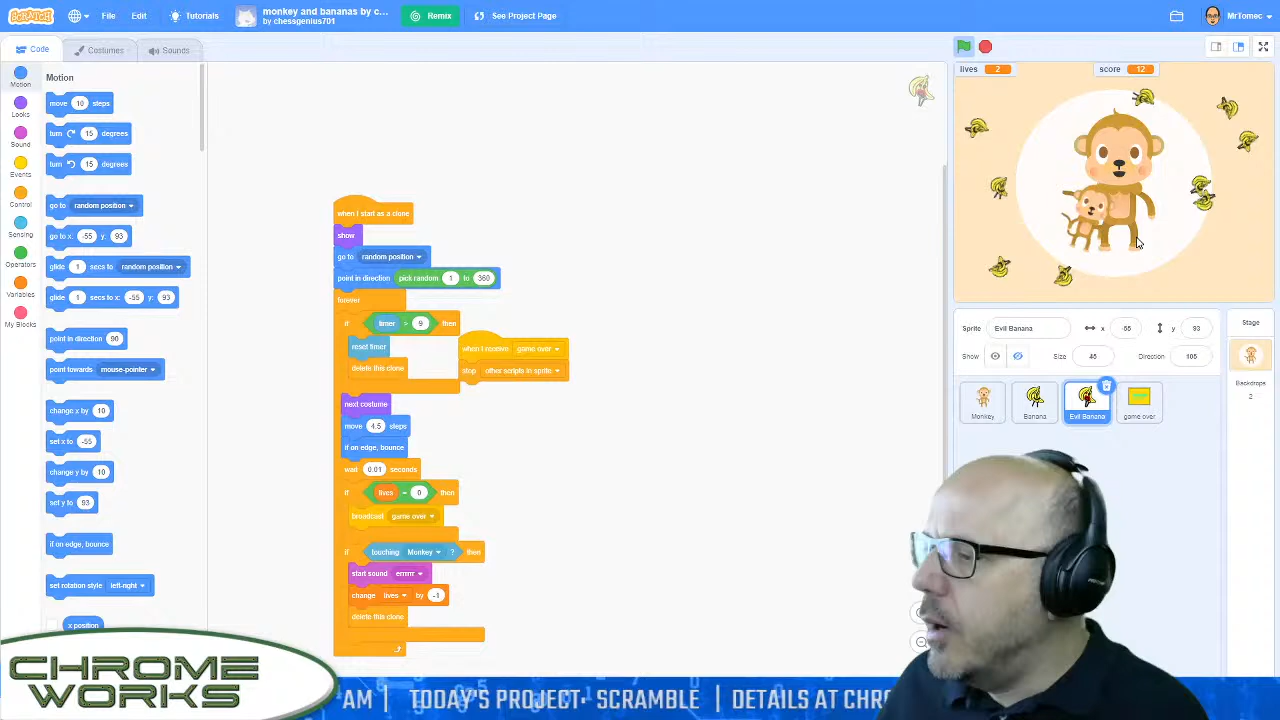 SCRATCH
File
Edit
Tutorials
monkey and bananas by c...
by chessgenius701
Remix
See Project Page
MrTomec
Code
Costumes
Sounds
Motion
Looks
Sound
Events
Control
Sensing
Operators
Variables
My Blocks
Motion
move 10 steps
turn 15 degrees
turn 15 degrees
go to random position
go to x: -55 y: 93
glide 1 secs to random position
glide 1 secs to x: -55 y: 93
point in direction 90
point towards mouse-pointer
change x by 10
set x to -55
change y by 10
set y to 93
if on edge, bounce
set rotation style left-right
x position
when I start as a clone
show
go to random position
point in direction pick random 1 to 360
forever
if timer > 9 then
reset timer
delete this clone
when I receive game over
stop other scripts in sprite
next costume
move 4.5 steps
if on edge, bounce
wait 0.01 seconds
if lives = 0 then
broadcast game over
if touching Monkey ? then
start sound
change lives by -1
delete this clone
lives 2
score 12
Sprite Evil Banana x -55 y 93
Show Size Direction 105
Stage
Backdrops
2
Monkey
Banana
Evil Banana
game over
CHROME
WORKS
AM | TODAY'S PROJECT: SCRAMBLE | DETAILS AT CHRO